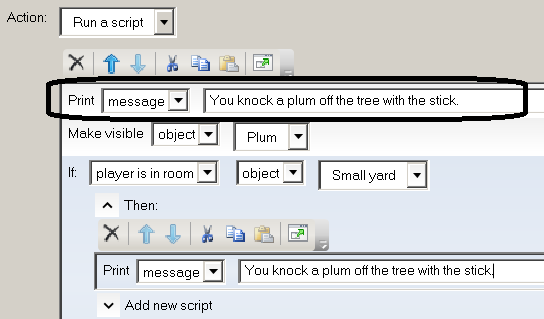 Action: Run a script
Print message You knock a plum off the tree with the stick.
Make visible object Plum
If: player is in room object Small yard
Then:
Print message You knock a plum off the tree with the stick.
Add new script